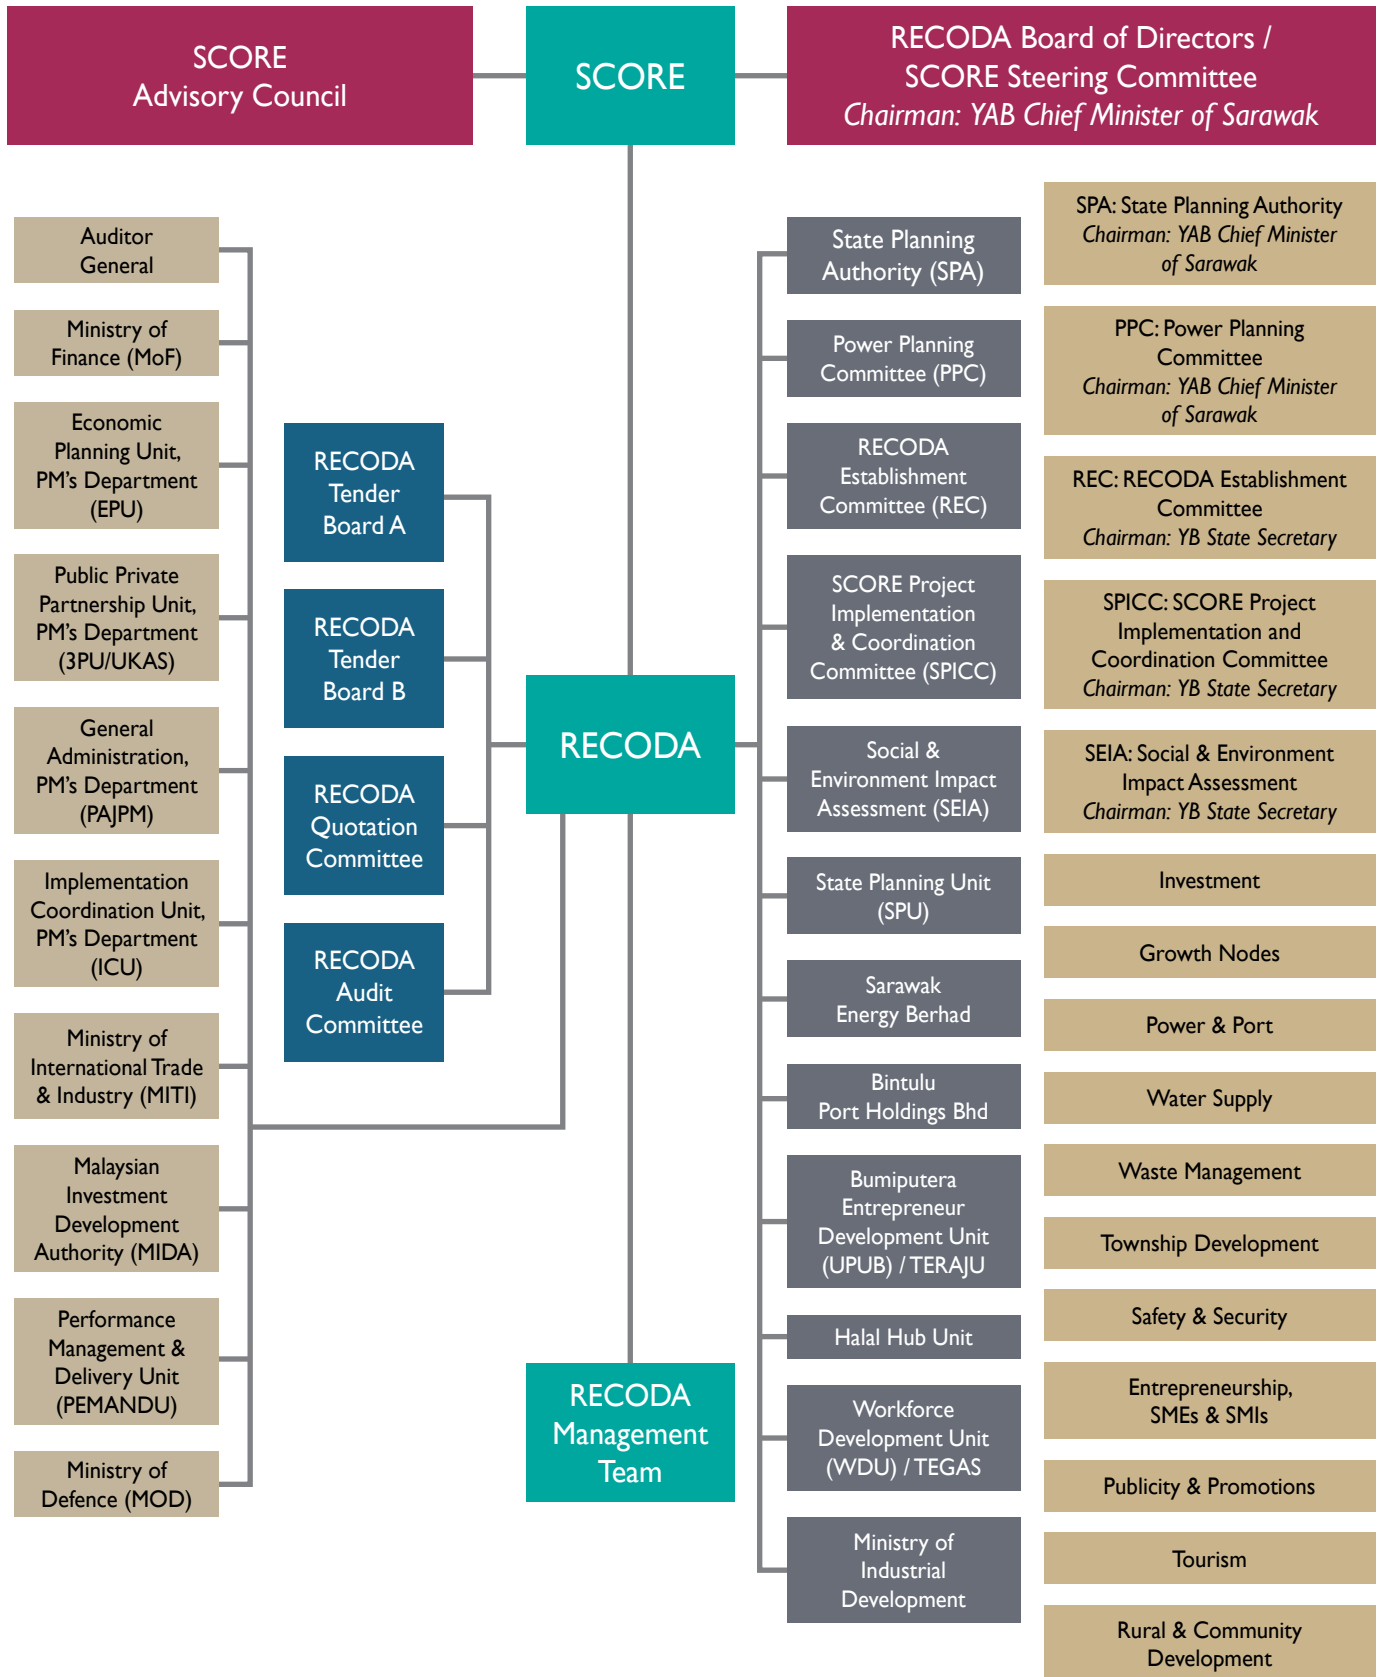 SCORE
Advisory Council
SCORE
RECODA Board of Directors /
SCORE Steering Committee
Chairman: YAB Chief Minister of Sarawak
Auditor
General
Ministry of
Finance (MoF)
Economic
Planning Unit,
PM's Department
(EPU)
Public Private
Partnership Unit,
PM's Department
(3PU/UKAS)
General
Administration,
PM's Department
(PAJPM)
Implementation
Coordination Unit,
PM's Department
(ICU)
Ministry of
International Trade
& Industry (MITI)
Malaysian
Investment
Development
Authority (MIDA)
Performance
Management &
Delivery Unit
(PEMANDU)
Ministry of
Defence (MOD)
RECODA
Tender
Board A
RECODA
Tender
Board B
RECODA
Quotation
Committee
RECODA
Audit
Committee
RECODA
RECODA
Management
Team
State Planning
Authority (SPA)
Power Planning
Committee (PPC)
RECODA
Establishment
Committee (REC)
SCORE Project
Implementation
& Coordination
Committee (SPICC)
Social &
Environment Impact
Assessment (SEIA)
State Planning Unit
(SPU)
Sarawak
Energy Berhad
Bintulu
Port Holdings Bhd
Bumiputera
Entrepreneur
Development Unit
(UPUB) / TERAJU
Halal Hub Unit
Workforce
Development Unit
(WDU) / TEGAS
Ministry of
Industrial
Development
SPA: State Planning Authority
Chairman: YAB Chief Minister
of Sarawak
PPC: Power Planning
Committee
Chairman: YAB Chief Minister
of Sarawak
REC: RECODA Establishment
Committee
Chairman: YB State Secretary
SPICC: SCORE Project
Implementation and
Coordination Committee
Chairman: YB State Secretary
SEIA: Social & Environment
Impact Assessment
Chairman: YB State Secretary
Investment
Growth Nodes
Power & Port
Water Supply
Waste Management
Township Development
Safety & Security
Entrepreneurship,
SMEs & SMIs
Publicity & Promotions
Tourism
Rural & Community
Development